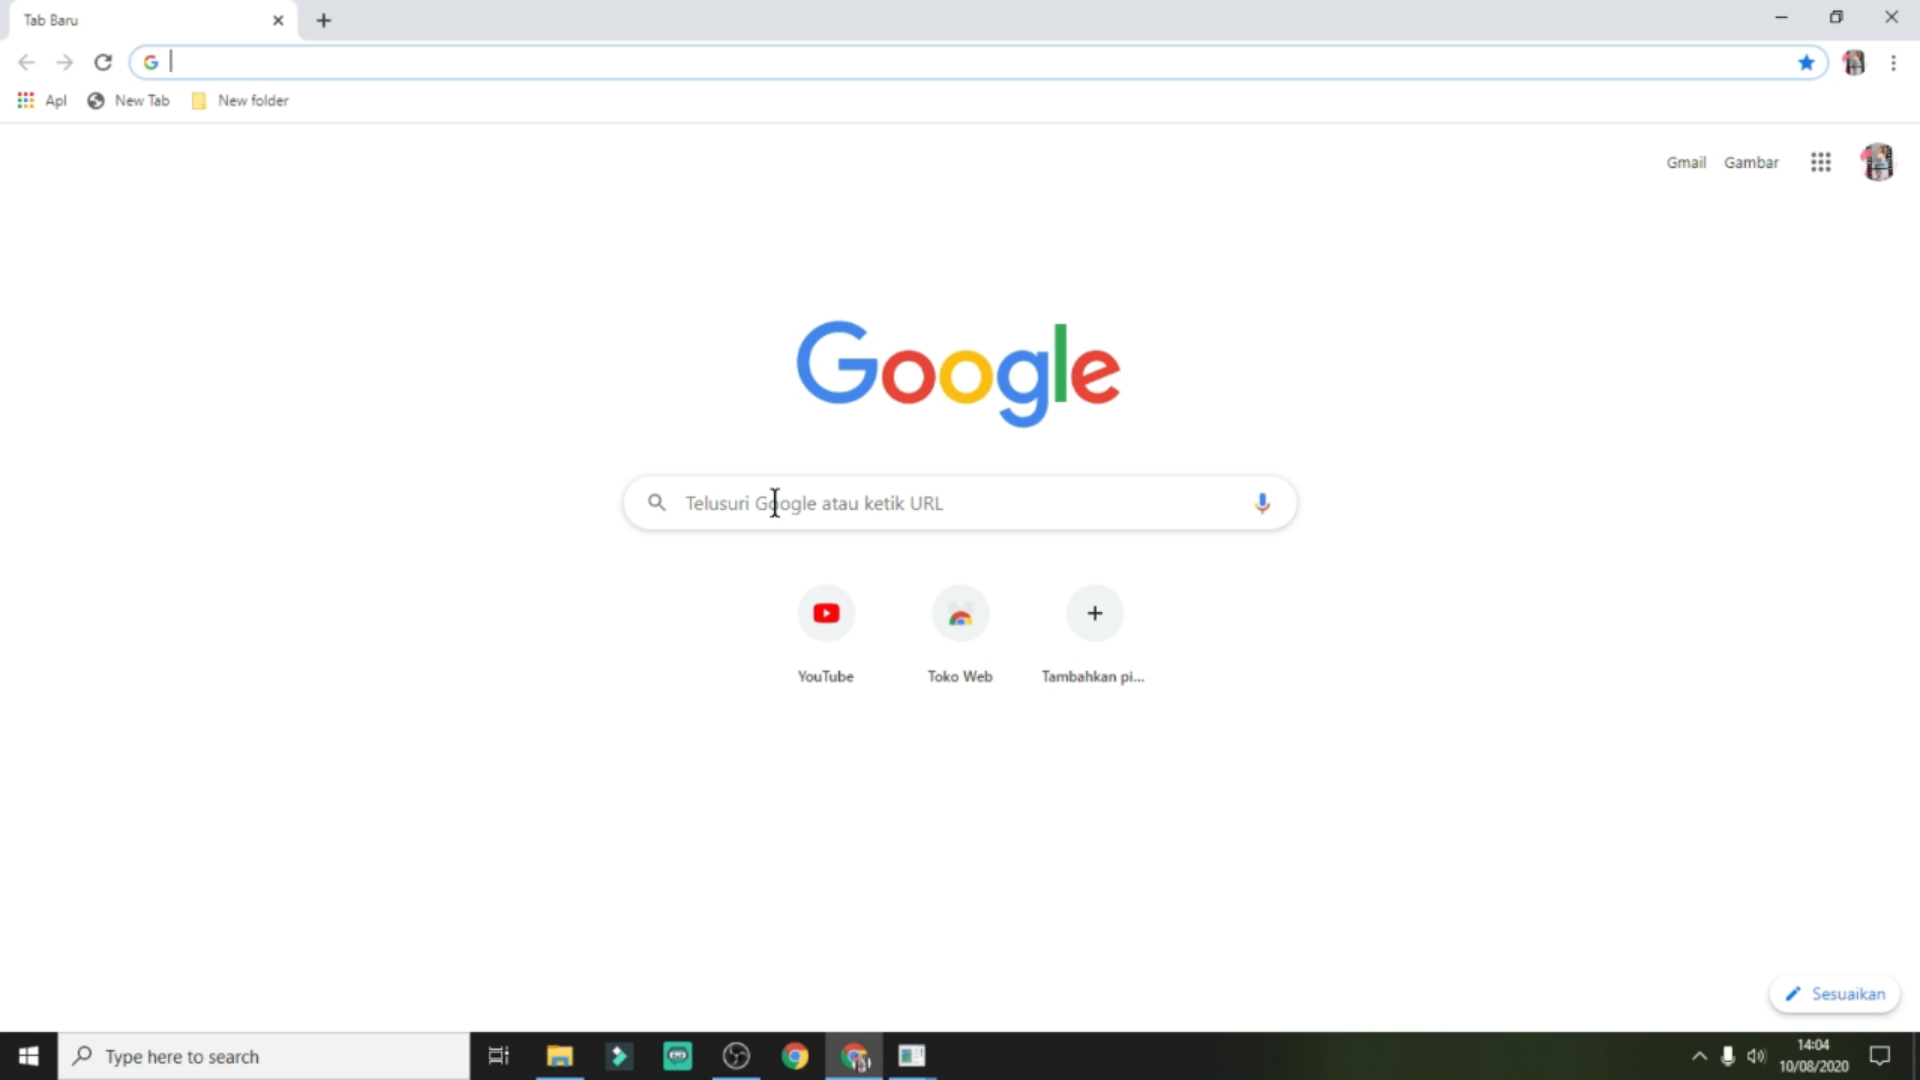 Tab Baru
Apl New Tab New folder
Gmail Gambar
Google
Telusuri Google atau ketik URL
YouTube Toko Web Tambahkan pi...
Sesuaikan
Type here to search
14:04
10/08/2020